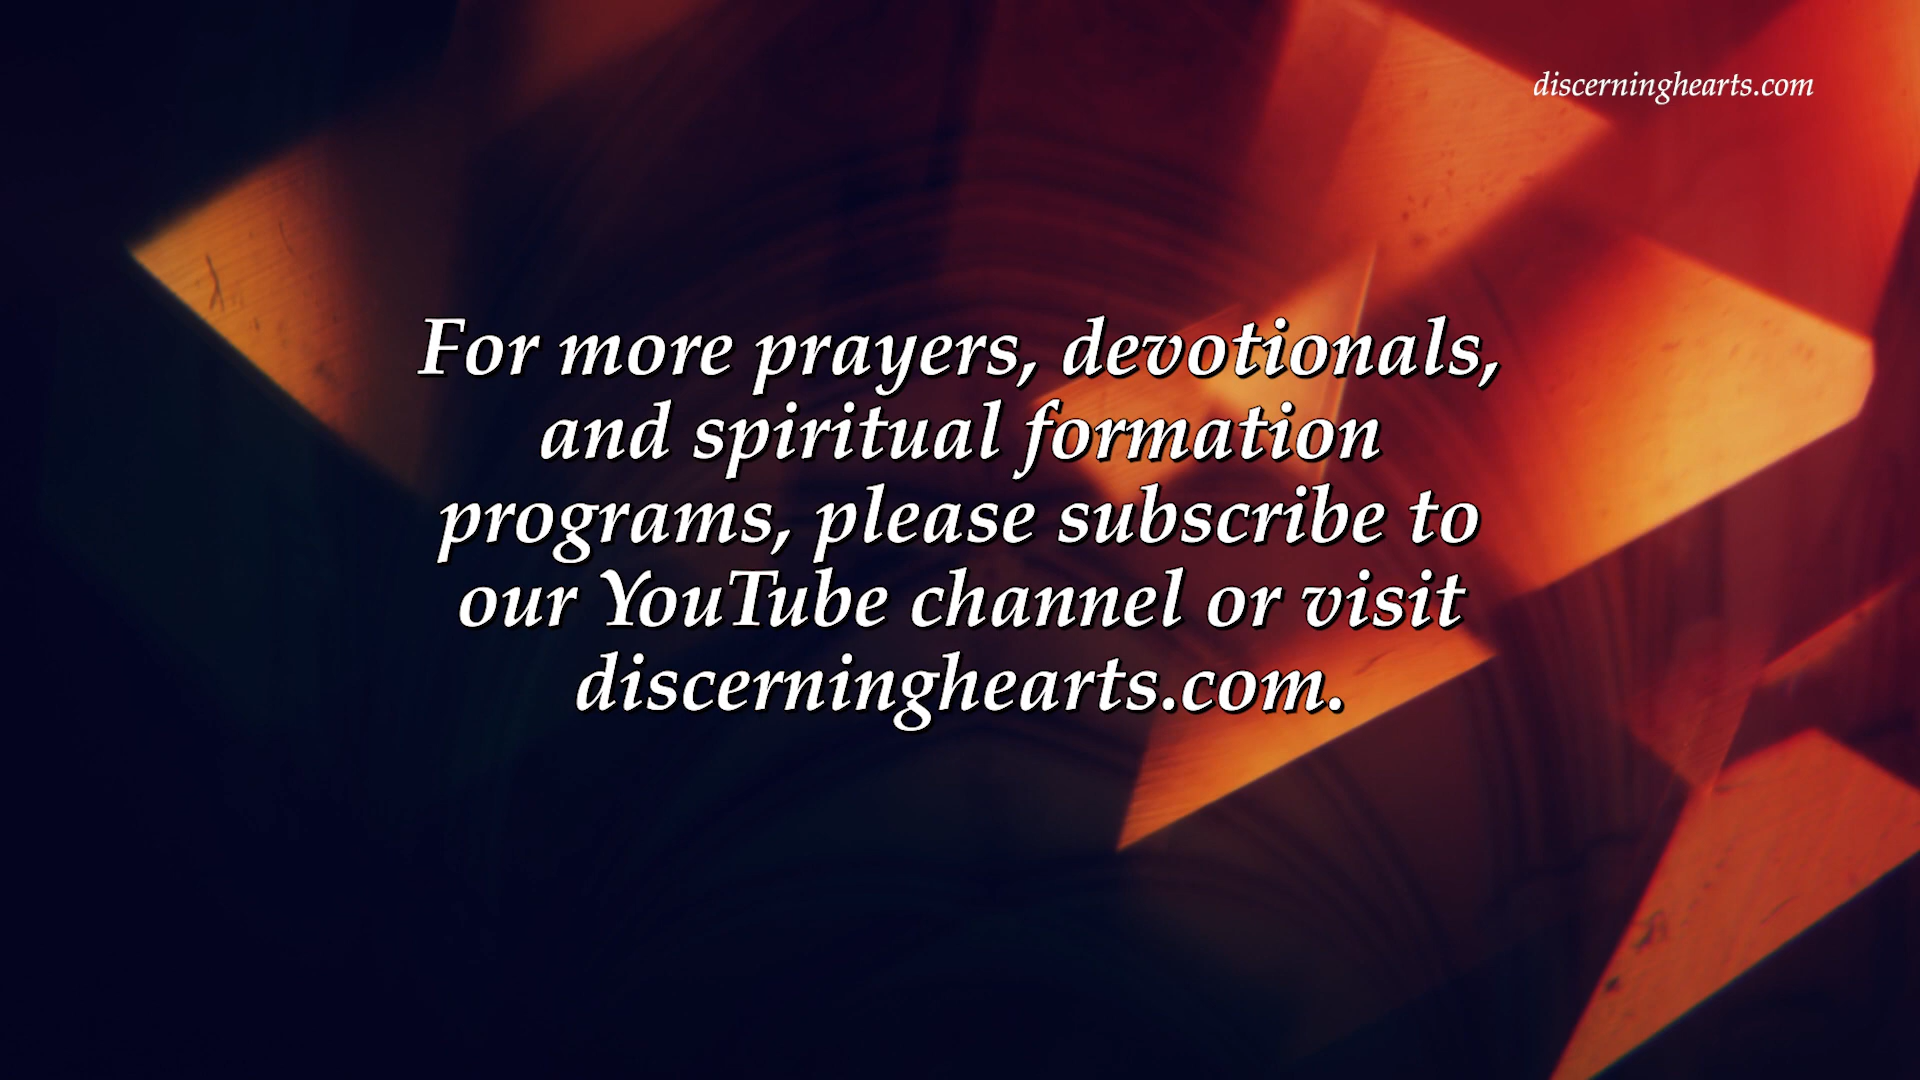 discerninghearts.com
For more prayers, devotionals,
and spiritual formation
programs, please subscribe to
our YouTube channel or visit
discerninghearts.com.